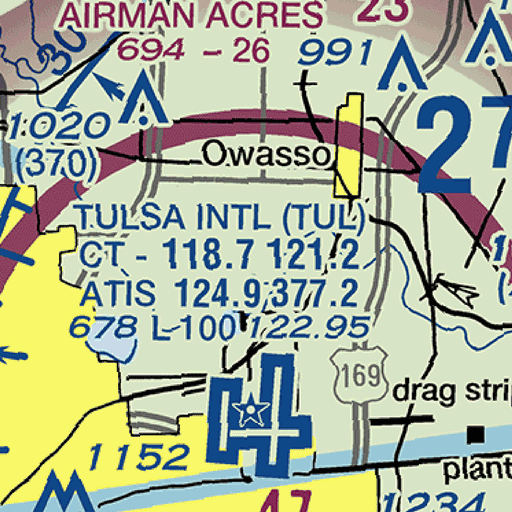 AIRMAN ACRES
23
694 - 26
991
30
1020
(370)
27
Owasso
TULSA INTL (TUL)
CT - 118.7 121.2
ATIS 124.9 377.2
678 L-100 122.95
169
drag strip
1152
plant
47
1234